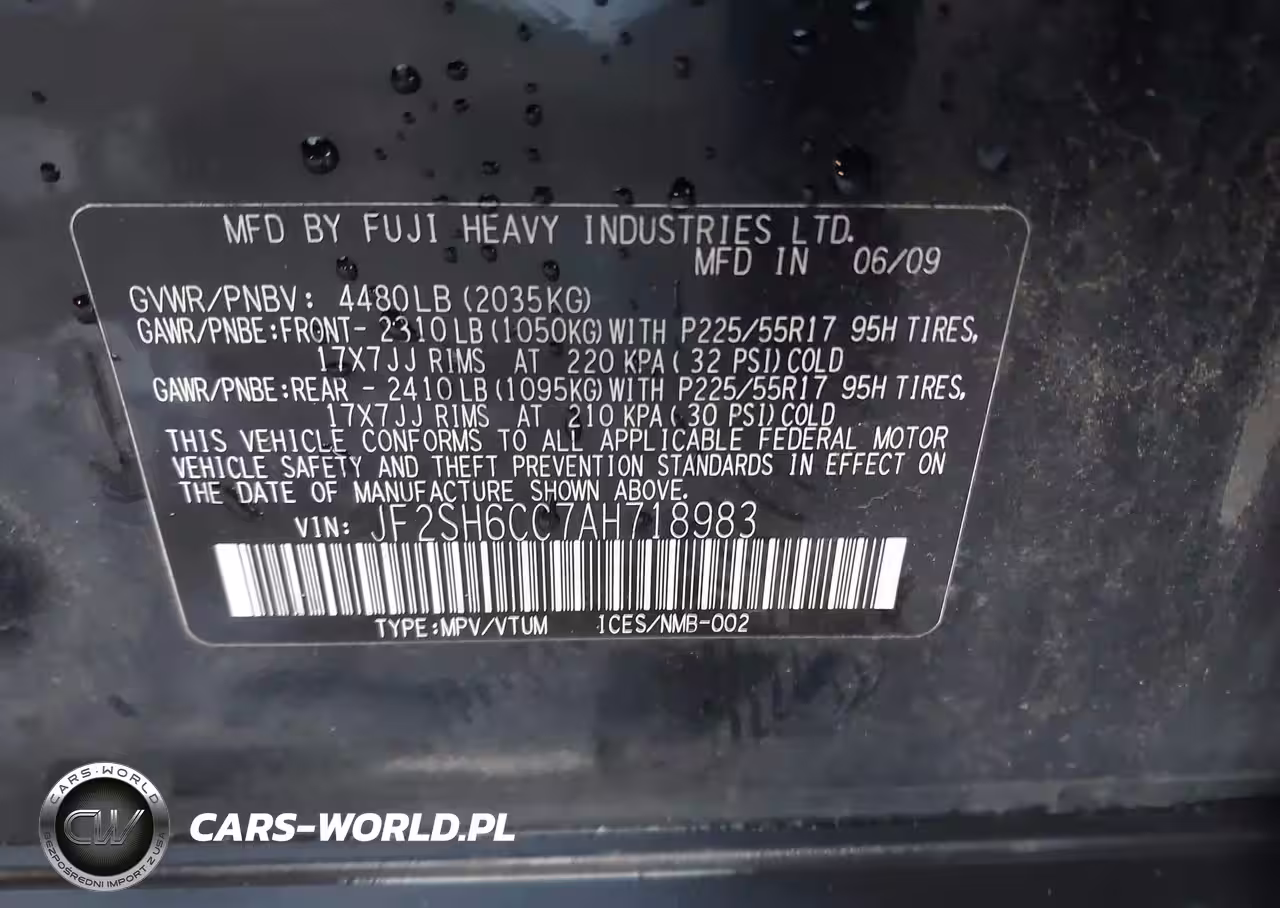 MFD BY FUJI HEAVY INDUSTRIES LTD.
MFD IN 06/09
GVWR/PNBV: 4480LB (2035KG)
GAWR/PNBE:FRONT- 2310LB (1050KG) WITH P225/55R17 95H TIRES,
17X7JJ RIMS AT 220 KPA ( 32 PSI) COLD
GAWR/PNBE:REAR - 2410LB (1095KG) WITH P225/55R17 95H TIRES,
17X7JJ RIMS AT 210 KPA ( 30 PSI) COLD
THIS VEHICLE CONFORMS TO ALL APPLICABLE FEDERAL MOTOR
VEHICLE SAFETY AND THEFT PREVENTION STANDARDS IN EFFECT ON
THE DATE OF MANUFACTURE SHOWN ABOVE.
VIN: JF2SH6CC7AH718983
TYPE:MPV/VTUM ICES/NMB-002
CARS-WORLD
CW
BEZPOŚREDNI IMPORT Z USA
CARS-WORLD.PL